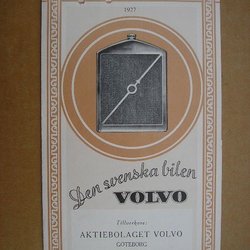 1927
Den svenska bilen
VOLVO
Tillverkare:
AKTIEBOLAGET VOLVO
GÖTEBORG